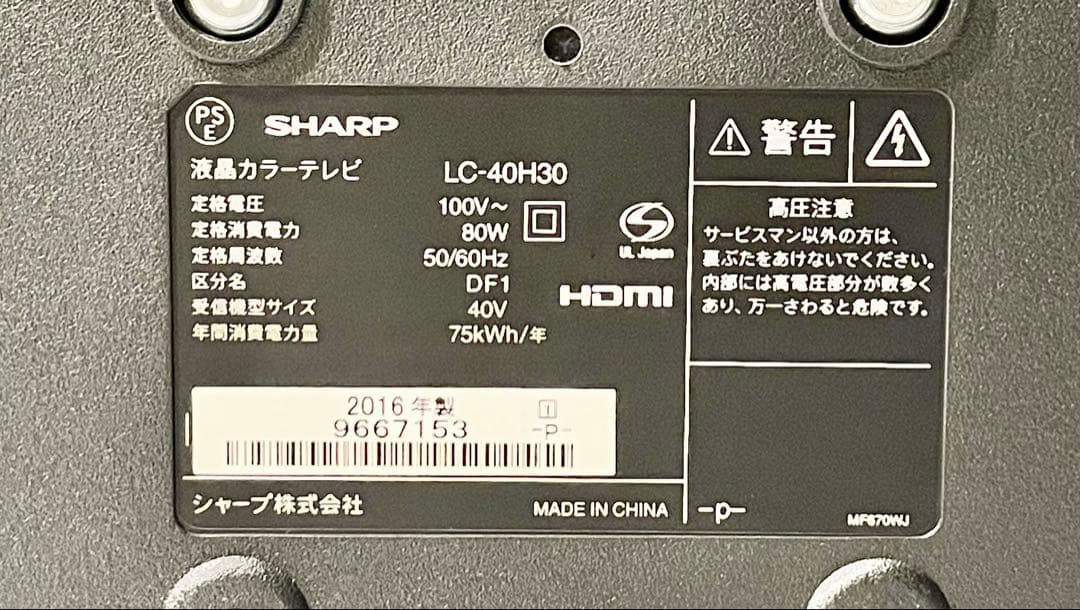 PSE
SHARP
液晶カラーテレビ LC-40H30
定格電圧 100V～
定格消費電力 80W
定格周波数 50/60Hz
区分名 DF1
受信機型サイズ 40V
年間消費電力量 75kWh/年
UL Japan
HDMI
2016年製 I
9667153 -P-
シャープ株式会社 MADE IN CHINA
警告
高圧注意
サービスマン以外の方は、
裏ぶたをあけないでください。
内部には高電圧部分が数多く
あり、万一さわると危険です。
-p- MF670WJ